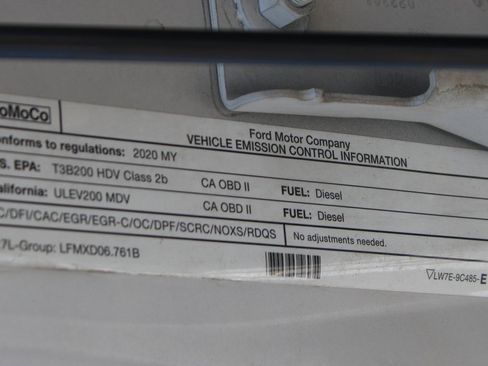 oMoCo
Ford Motor Company
VEHICLE EMISSION CONTROL INFORMATION
onforms to regulations: 2020 MY
S. EPA: T3B200 HDV Class 2b CA OBD II FUEL: Diesel
alifornia: ULEV200 MDV CA OBD II FUEL: Diesel
C/DFI/CAC/EGR/EGR-C/OC/DPF/SCRC/NOXS/RDQS No adjustments needed.
7L-Group: LFMXD06.761B
LW7E-9C485-E